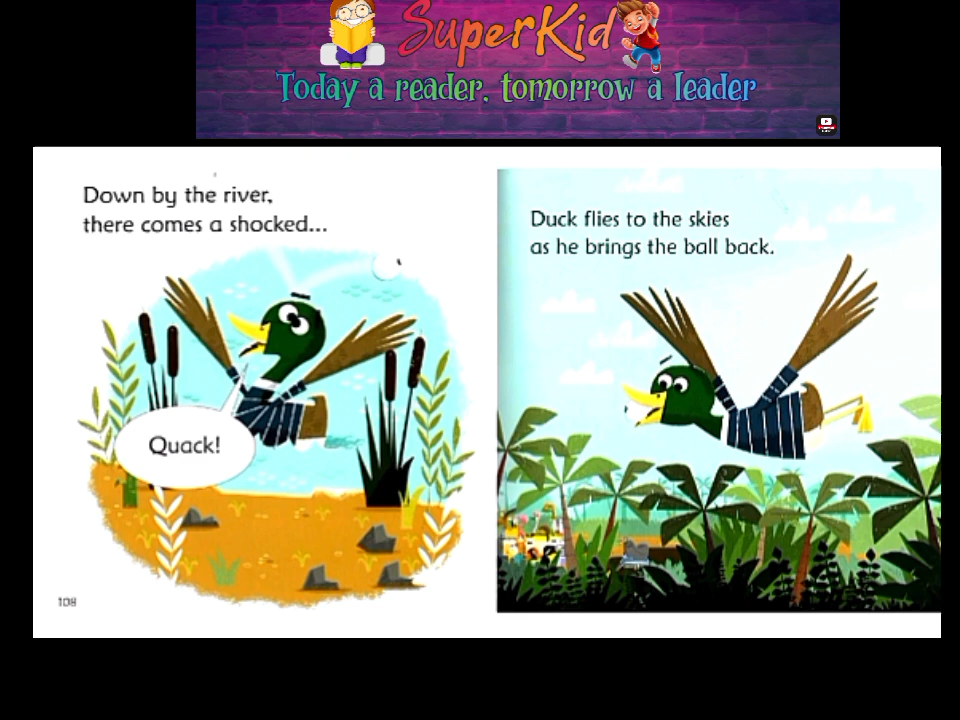 SuperKid
Today a reader, tomorrow a leader
Down by the river,
there comes a shocked...
Quack!
108
Duck flies to the skies
as he brings the ball back.